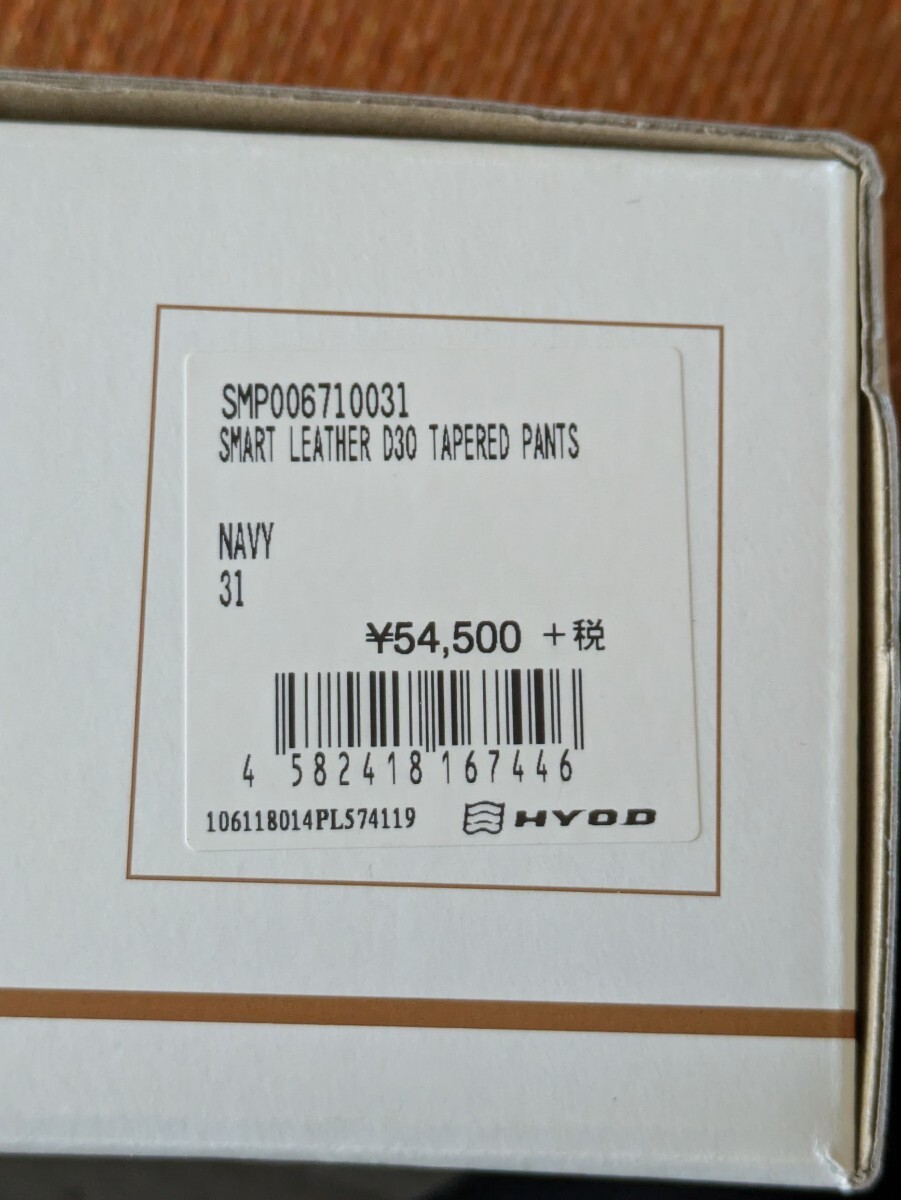 SMP006710031
SMART LEATHER D3O TAPERED PANTS
NAVY
31
¥54,500 +税
4 582418 167446
106118014PL574119 HYOD